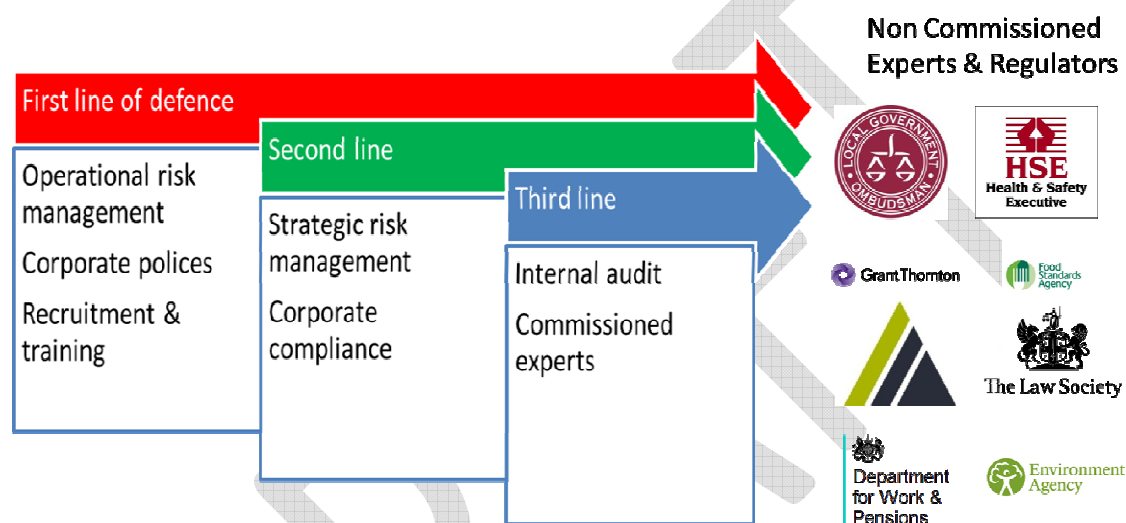 Non Commissioned
Experts & Regulators
First line of defence
Operational risk
management
Corporate polices
Recruitment &
training
Second line
Strategic risk
management
Corporate
compliance
Third line
Internal audit
Commissioned
experts
LOCAL GOVERNMENT
OMBUDSMAN
HSE
Health & Safety
Executive
Grant Thornton
Food
Standards
Agency
The Law Society
Department
for Work &
Pensions
Environment
Agency